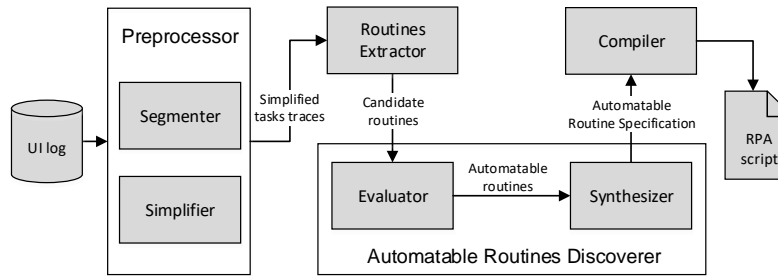 UI log
Preprocessor
Segmenter
Simplifier
Simplified
tasks traces
Routines
Extractor
Candidate
routines
Evaluator
Automatable
routines
Synthesizer
Automatable Routines Discoverer
Automatable
Routine Specification
Compiler
RPA
script